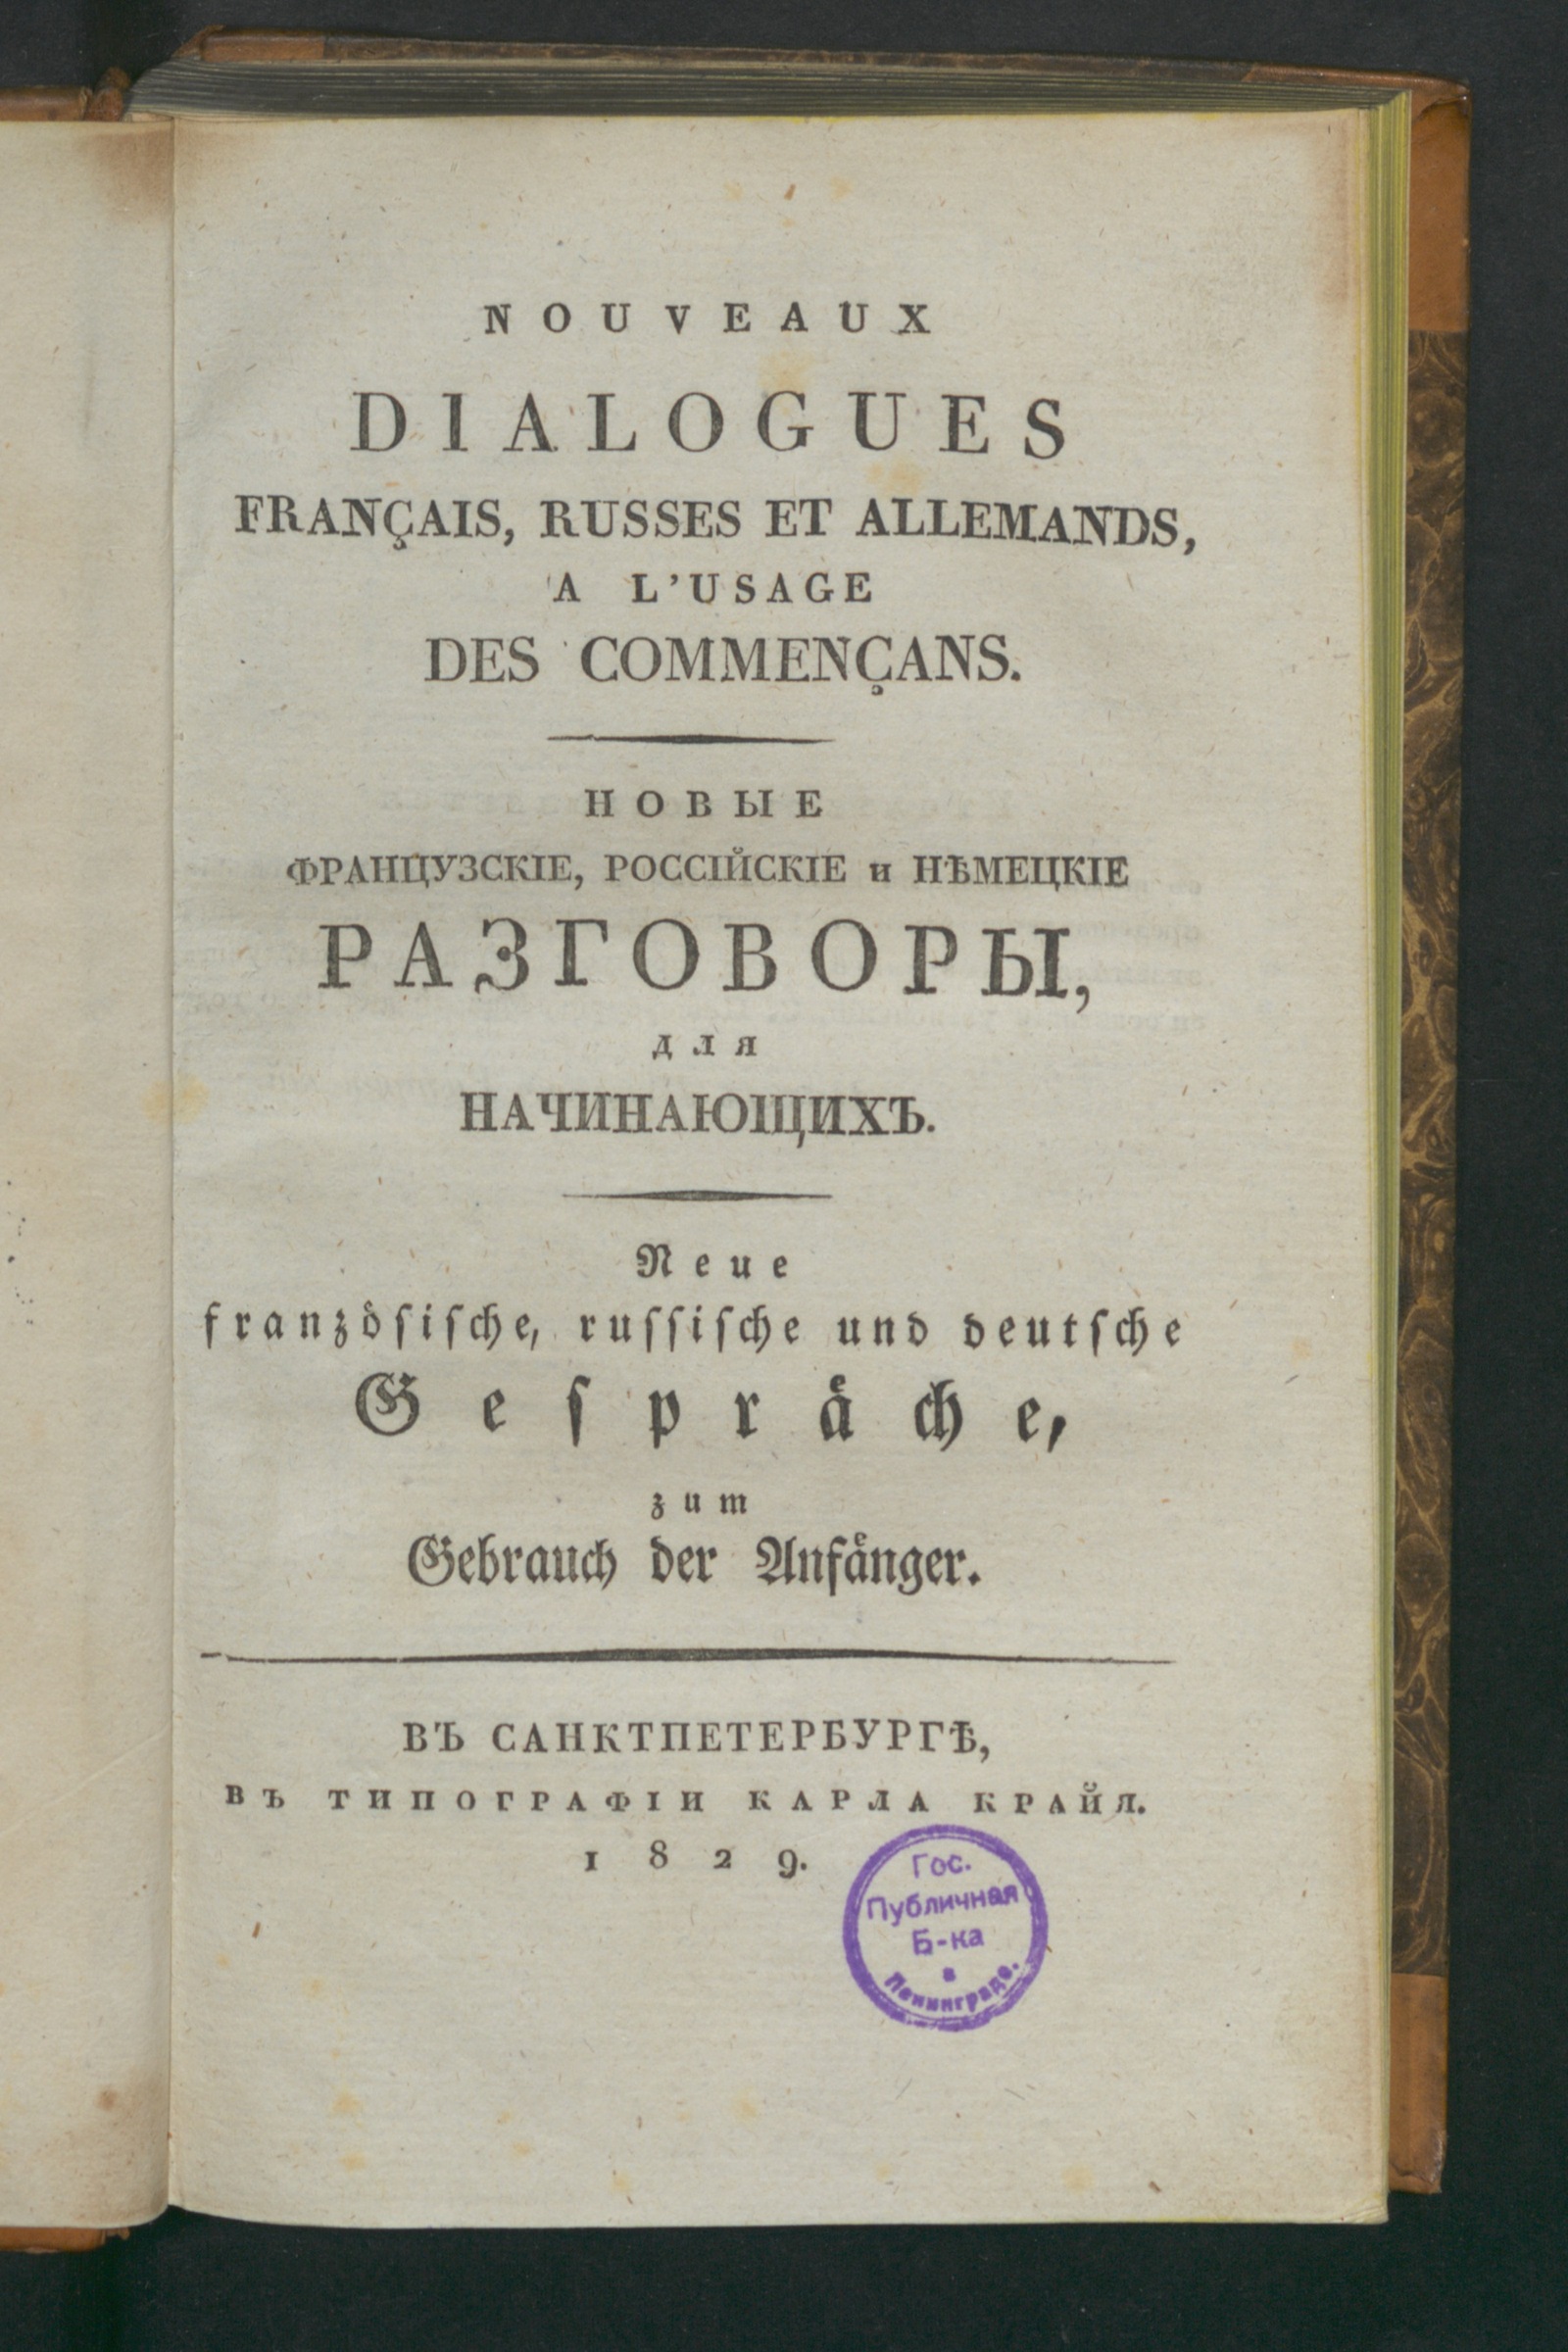 NOUVEAUX
DIALOGUES
FRANÇAIS, RUSSES ET ALLEMANDS,
A L'USAGE
DES COMMENÇANS.
НОВЫЕ
ФРАНЦУЗСКІЕ, РОССІЙСКІЕ и НѢМЕЦКІЕ
РАЗГОВОРЫ,
для
НАЧИНАЮЩИХЪ.
Neue
franzöſiſche, ruſſiſche und deutſche
Geſpräche,
zum
Gebrauch der Anfänger.
ВЪ САНКТПЕТЕРБУРГѢ,
ВЪ ТИПОГРАФІИ КАРЛА КРАЙЯ.
1829.
Гос.
Публичная
Б-ка
в
Ленинграде.